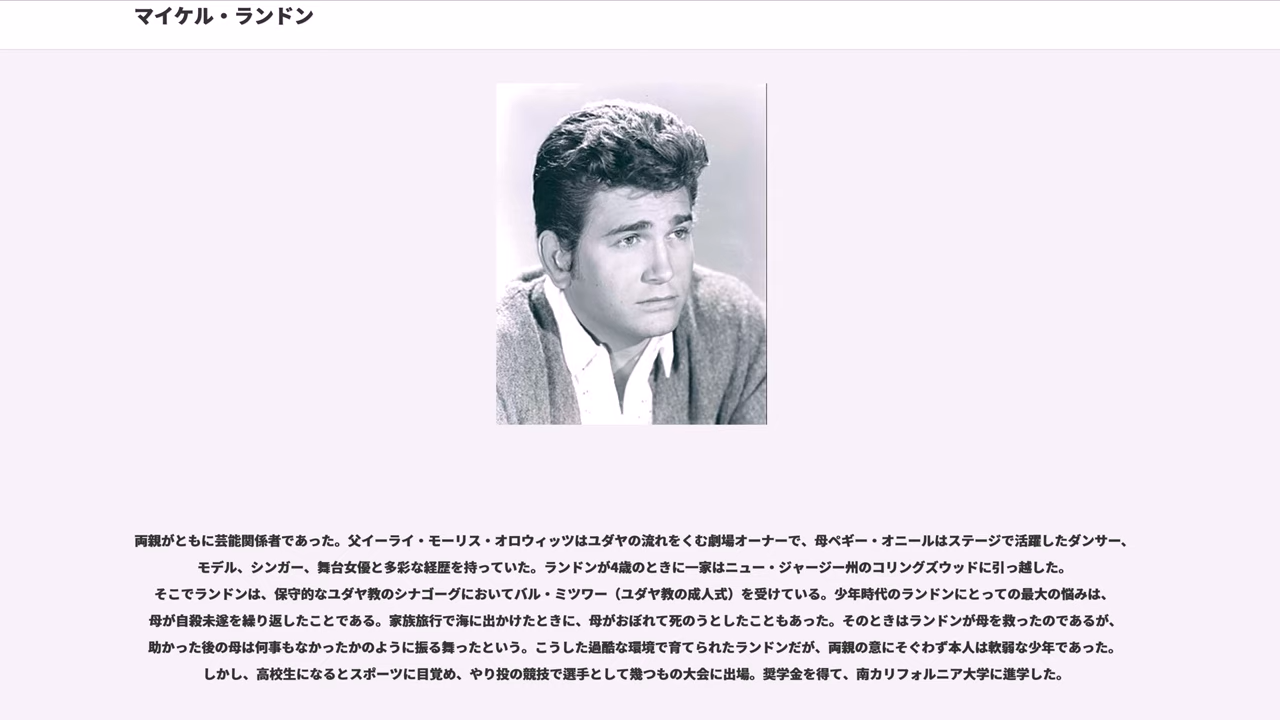 マイケル・ランドン
両親がともに芸能関係者であった。父イーライ・モーリス・オロウィッツはユダヤの流れをくむ劇場オーナーで、母ペギー・オニールはステージで活躍したダンサー、
モデル、シンガー、舞台女優と多彩な経歴を持っていた。ランドンが4歳のときに一家はニュー・ジャージー州のコリングズウッドに引っ越した。
そこでランドンは、保守的なユダヤ教のシナゴーグにおいてバル・ミツワー（ユダヤ教の成人式）を受けている。少年時代のランドンにとっての最大の悩みは、
母が自殺未遂を繰り返したことである。家族旅行で海に出かけたときに、母がおぼれて死のうとしたこともあった。そのときはランドンが母を救ったのであるが、
助かった後の母は何事もなかったかのように振る舞ったという。こうした過酷な環境で育てられたランドンだが、両親の意にそぐわず本人は軟弱な少年であった。
しかし、高校生になるとスポーツに目覚め、やり投の競技で選手として幾つもの大会に出場。奨学金を得て、南カリフォルニア大学に進学した。